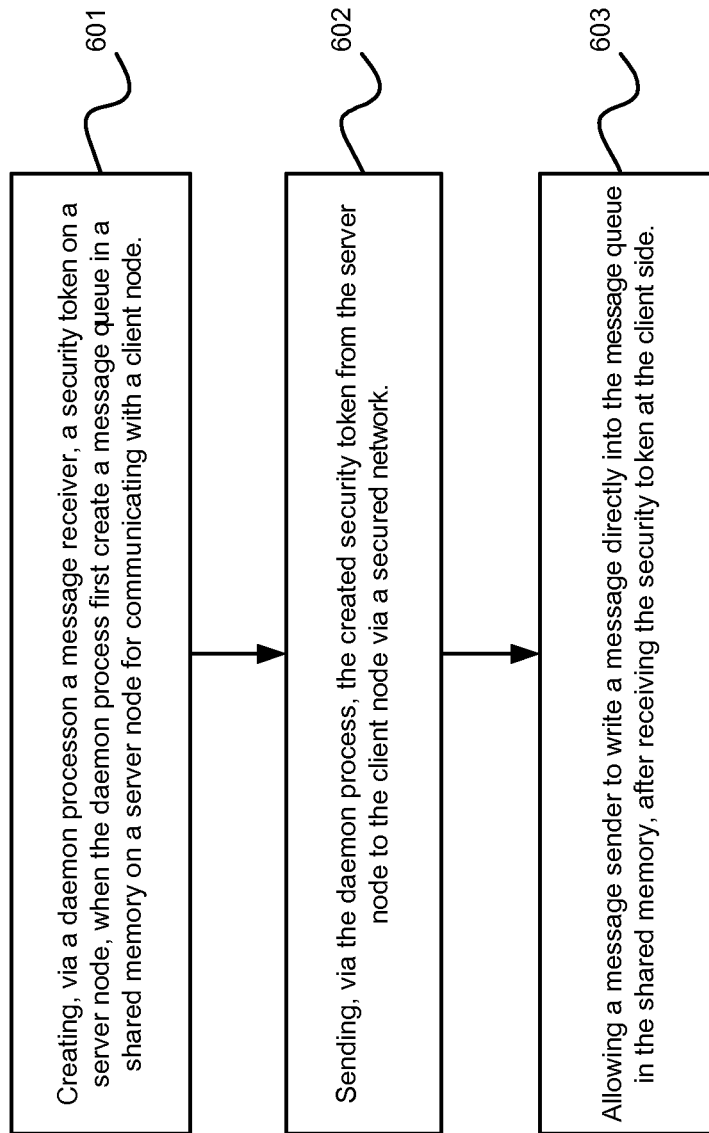 Creating, via a daemon processon a message receiver, a security token on a
server node, when the daemon process first create a message queue in a
shared memory on a server node for communicating with a client node.
601
Sending, via the daemon process, the created security token from the server
node to the client node via a secured network.
602
Allowing a message sender to write a message directly into the message queue
in the shared memory, after receiving the security token at the client side.
603